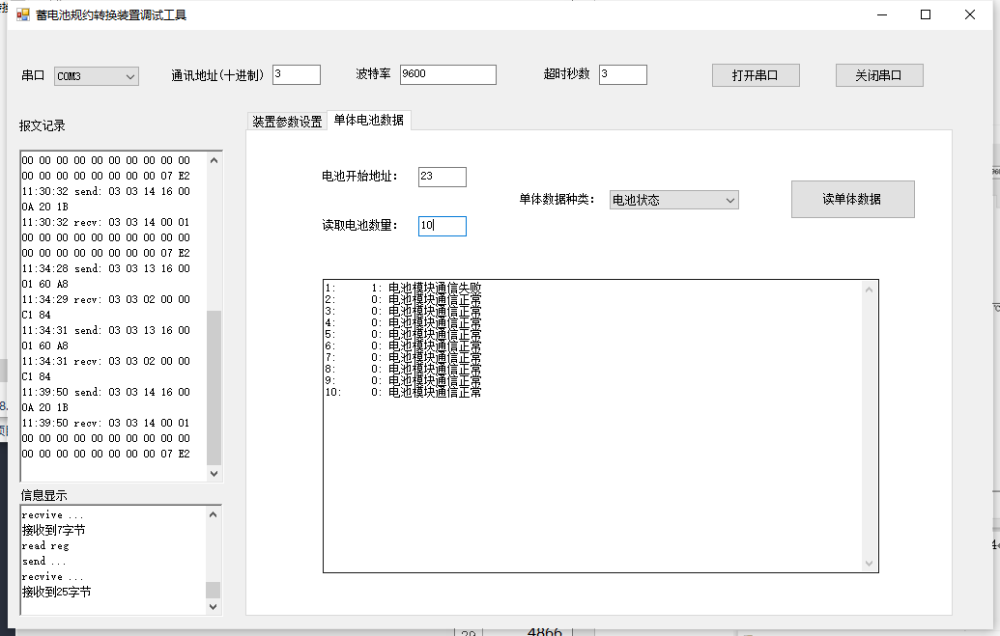 蓄电池规约转换装置调试工具
串口 COM3 通讯地址(十进制) 3 波特率 9600 超时秒数 3 打开串口 关闭串口
报文记录
00 00 00 00 00 00 00 00 00 00
00 00 00 00 00 00 00 00 07 E2
11:30:32 send: 03 03 14 16 00
0A 20 1B
11:30:32 recv: 03 03 14 00 01
00 00 00 00 00 00 00 00 00 00
00 00 00 00 00 00 00 00 07 E2
11:34:28 send: 03 03 13 16 00
01 60 A8
11:34:29 recv: 03 03 02 00 00
C1 84
11:34:31 send: 03 03 13 16 00
01 60 A8
11:34:31 recv: 03 03 02 00 00
C1 84
11:39:50 send: 03 03 14 16 00
0A 20 1B
11:39:50 recv: 03 03 14 00 01
00 00 00 00 00 00 00 00 00 00
00 00 00 00 00 00 00 00 07 E2
信息显示
recvive ...
接收到7字节
read reg
send ...
recvive ...
接收到25字节
装置参数设置 单体电池数据
电池开始地址: 23
单体数据种类: 电池状态 读单体数据
读取电池数量: 10
1: 1: 电池模块通信失败
2: 0: 电池模块通信正常
3: 0: 电池模块通信正常
4: 0: 电池模块通信正常
5: 0: 电池模块通信正常
6: 0: 电池模块通信正常
7: 0: 电池模块通信正常
8: 0: 电池模块通信正常
9: 0: 电池模块通信正常
10: 0: 电池模块通信正常